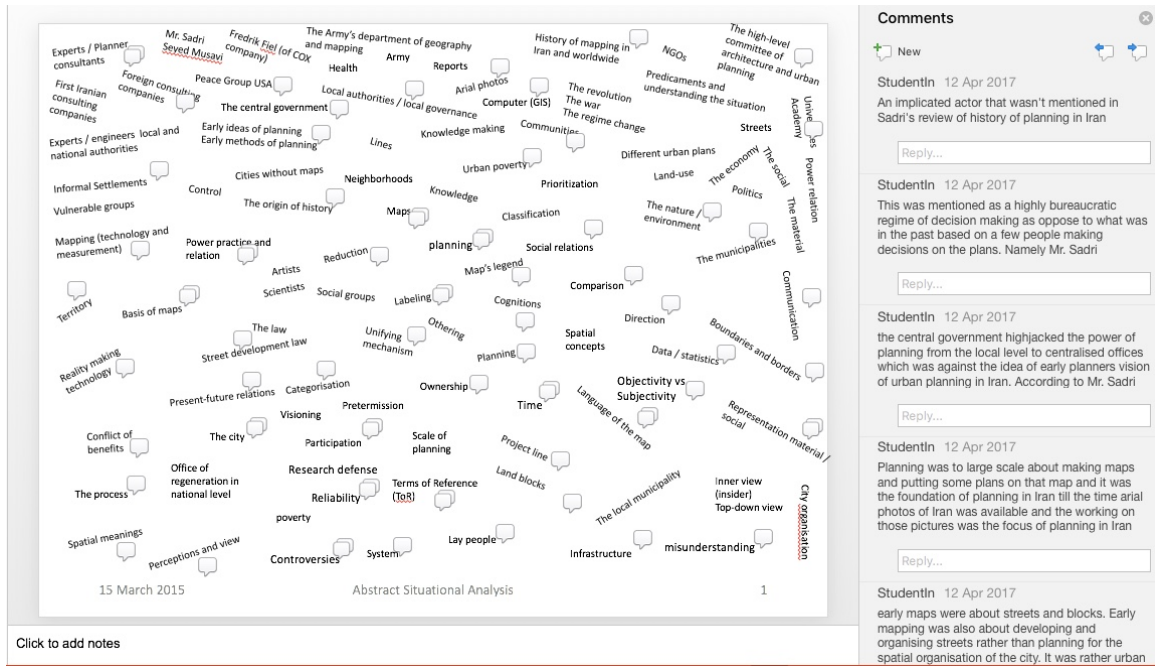 Experts / Planner
consultants
Mr. Sadri
Seyed Musavi
Fredrik Fiel (of COX
company)
The Army's department of geography
and mapping
Health
Army
Reports
History of mapping in
Iran and worldwide
NGOs
The high-level
committee of
architecture and urban
planning
First Iranian
consulting
companies
Foreign consulting
companies
Peace Group USA
The central government
Local authorities / local governance
Arial photos
Computer (GIS)
The revolution
The war
The regime change
Predicaments and
understanding the situation
Academy
Experts / engineers local and
national authorities
Early ideas of planning
Early methods of planning
Lines
Knowledge making
Communities
Streets
Informal Settlements
Vulnerable groups
Control
Cities without maps
The origin of history
Neighborhoods
Urban poverty
Knowledge
Prioritization
Different urban plans
Land-use
The economy
The social
Politics
Power relation
The material
Mapping (technology and
measurement)
Power practice and
relation
Maps
planning
Classification
Social relations
The nature /
environment
The municipalities
Reduction
Artists
Scientists
Social groups
Map's legend
Labeling
Cognitions
Comparison
Communication
Territory
Basis of maps
The law
Street development law
Unifying
mechanism
Othering
Planning
Spatial
concepts
Direction
Data / statistics
Boundaries and borders
Reality making
technology
Present-future relations
Categorisation
Ownership
Time
Objectivity vs
Subjectivity
Language of the map
Representation material /
social
Visioning
Pretermission
The city
Participation
Scale of
planning
Conflict of
benefits
Project line
Land blocks
The process
Office of
regeneration in
national level
Research defense
Reliability
Terms of Reference
(ToR)
The local municipality
Inner view
(insider)
Top-down view
City organisation
poverty
Spatial meanings
Perceptions and view
Controversies
System
Lay people
Infrastructure
misunderstanding
15 March 2015
Abstract Situational Analysis
1
Click to add notes
Comments
New
StudentIn 12 Apr 2017
An implicated actor that wasn't mentioned in
Sadri's review of history of planning in Iran
Reply...
StudentIn 12 Apr 2017
This was mentioned as a highly bureaucratic
regime of decision making as oppose to what was
in the past based on a few people making
decisions on the plans. Namely Mr. Sadri
Reply...
StudentIn 12 Apr 2017
the central government highjacked the power of
planning from the local level to centralised offices
which was against the idea of early planners vision
of urban planning in Iran. According to Mr. Sadri
Reply...
StudentIn 12 Apr 2017
Planning was to large scale about making maps
and putting some plans on that map and it was
the foundation of planning in Iran till the time arial
photos of Iran was available and the working on
those pictures was the focus of planning in Iran
Reply...
StudentIn 12 Apr 2017
early maps were about streets and blocks. Early
mapping was also about developing and
organising streets rather than planning for the
spatial organisation of the city. It was rather urban